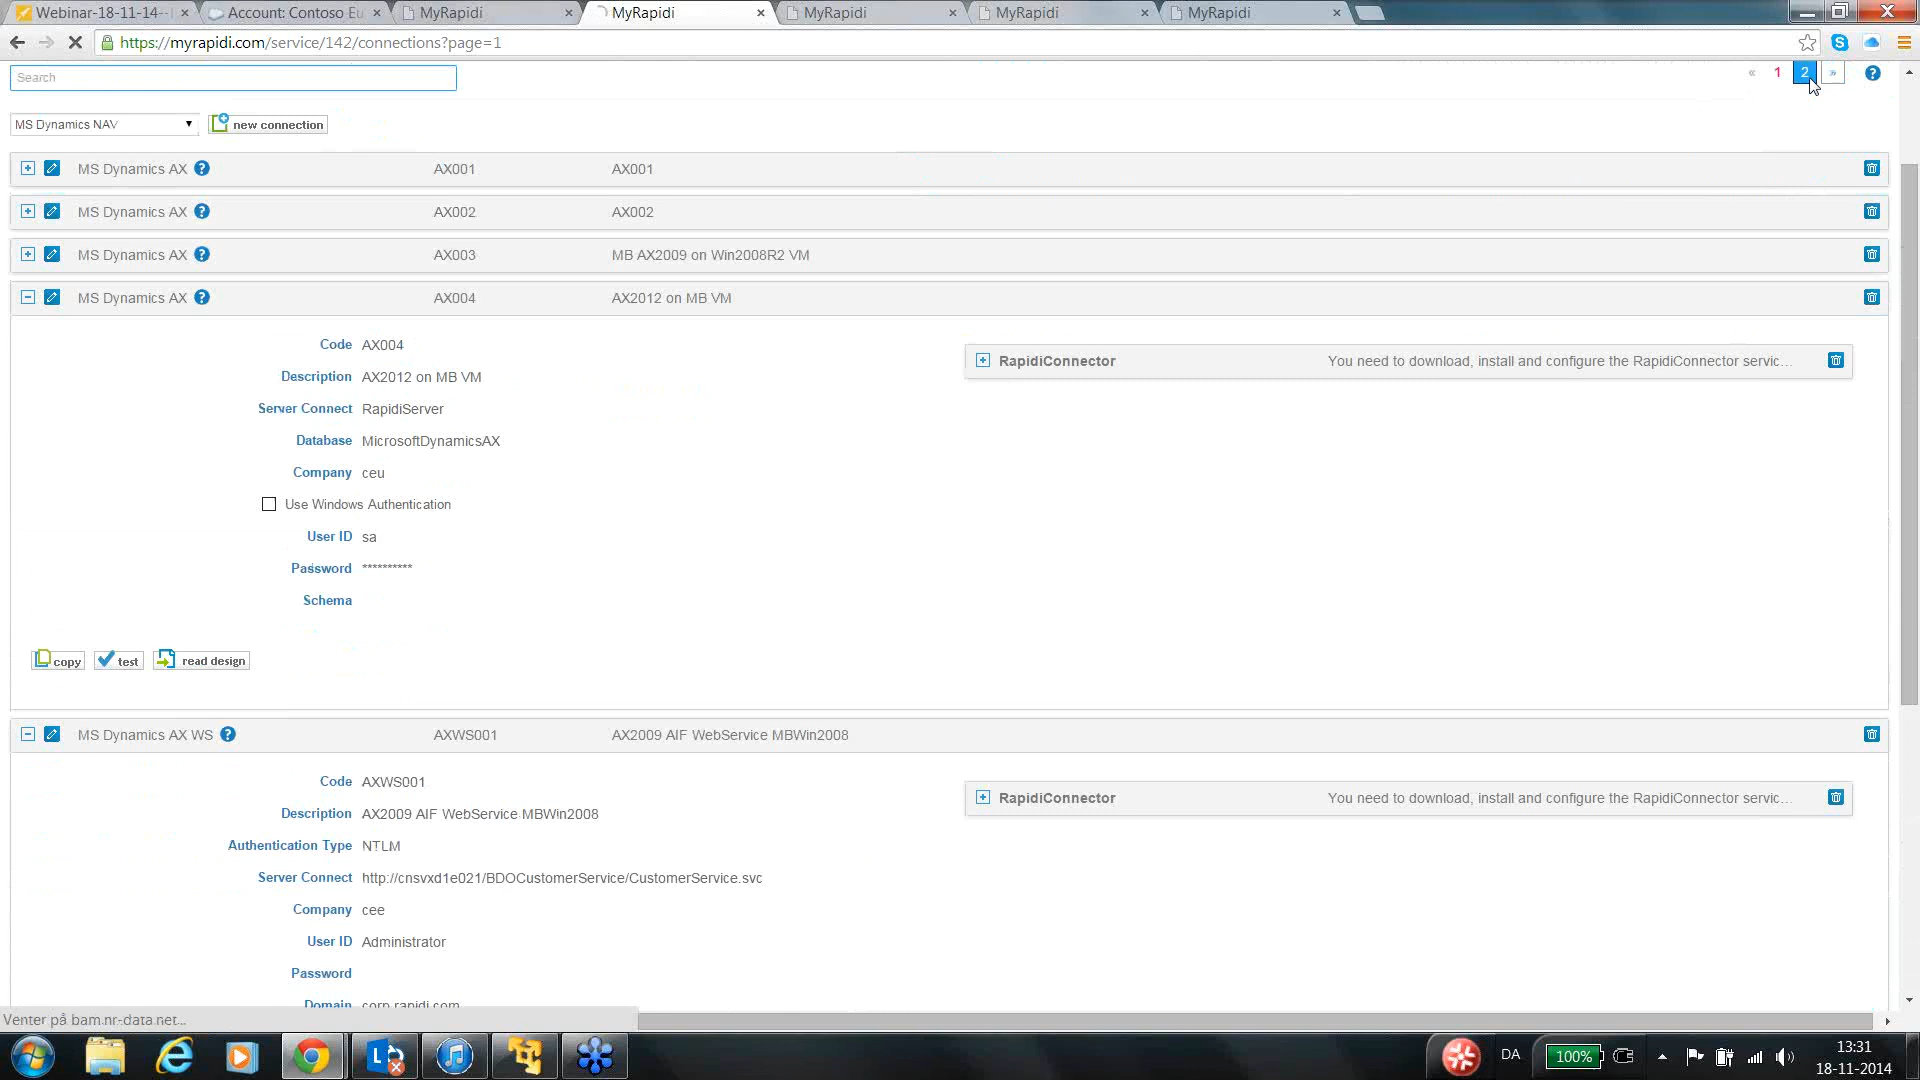 Webinar-18-11-14--
Account: Contoso Eu
MyRapidi
MyRapidi
MyRapidi
MyRapidi
MyRapidi
https://myrapidi.com/service/142/connections?page=1
Search
« 1 2 »
MS Dynamics NAV
new connection
MS Dynamics AX AX001 AX001
MS Dynamics AX AX002 AX002
MS Dynamics AX AX003 MB AX2009 on Win2008R2 VM
MS Dynamics AX AX004 AX2012 on MB VM
Code AX004
RapidiConnector You need to download, install and configure the RapidiConnector servic...
Description AX2012 on MB VM
Server Connect RapidiServer
Database MicrosoftDynamicsAX
Company ceu
Use Windows Authentication
User ID sa
Password **********
Schema
copy test read design
MS Dynamics AX WS AXWS001 AX2009 AIF WebService MBWin2008
Code AXWS001
RapidiConnector You need to download, install and configure the RapidiConnector servic...
Description AX2009 AIF WebService MBWin2008
Authentication Type NTLM
Server Connect http://cnsvxd1e021/BDOCustomerService/CustomerService.svc
Company cee
User ID Administrator
Password
Domain corp.rapidi.com
Venter på bam.nr-data.net...
DA
100%
13:31
18-11-2014